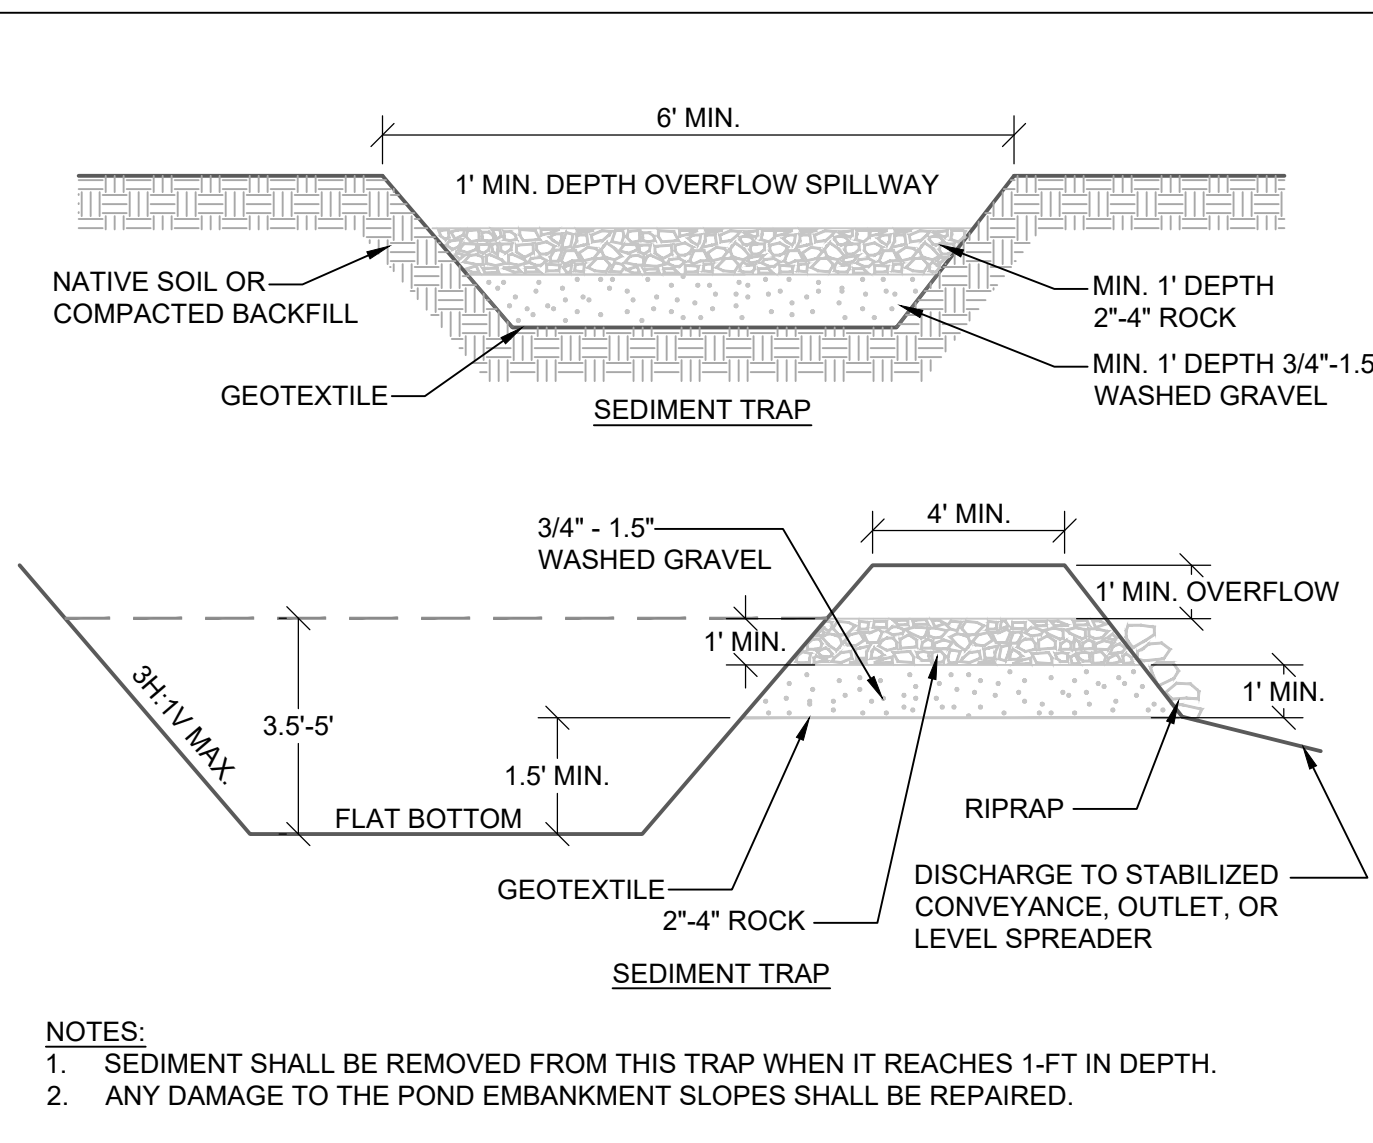 6' MIN.
1' MIN. DEPTH OVERFLOW SPILLWAY
NATIVE SOIL OR
COMPACTED BACKFILL
MIN. 1' DEPTH
2"-4" ROCK
MIN. 1' DEPTH 3/4"-1.5
WASHED GRAVEL
GEOTEXTILE
SEDIMENT TRAP
3/4" - 1.5"
WASHED GRAVEL
4' MIN.
1' MIN. OVERFLOW
1' MIN.
3H:1V MAX.
3.5'-5'
1' MIN.
1.5' MIN.
FLAT BOTTOM
RIPRAP
GEOTEXTILE
2"-4" ROCK
DISCHARGE TO STABILIZED
CONVEYANCE, OUTLET, OR
LEVEL SPREADER
SEDIMENT TRAP
NOTES:
1. SEDIMENT SHALL BE REMOVED FROM THIS TRAP WHEN IT REACHES 1-FT IN DEPTH.
2. ANY DAMAGE TO THE POND EMBANKMENT SLOPES SHALL BE REPAIRED.